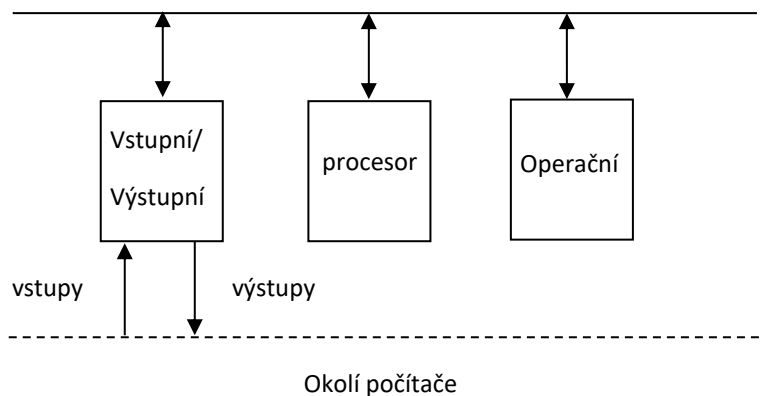 Vstupní/
Výstupní
procesor
Operační
vstupy
výstupy
Okolí počítače